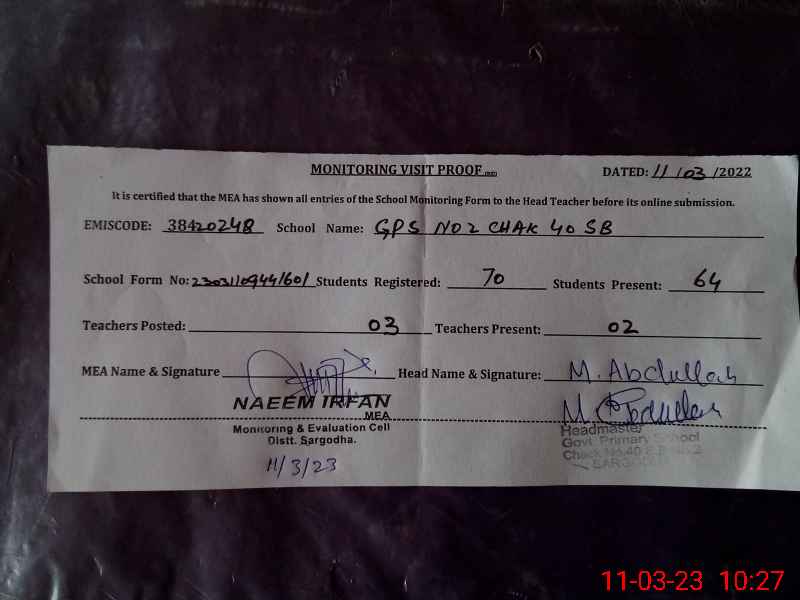 MONITORING VISIT PROOF DATED: 11/03/2022
It is certified that the MEA has shown all entries of the School Monitoring Form to the Head Teacher before its online submission.
EMISCODE: 38420248 School Name: GPS NO2 CHAK 40 SB
School Form No: Students Registered: 70 Students Present: 64
Teachers Posted: 03 Teachers Present: 02
MEA Name & Signature Head Name & Signature: M. Abdullah
NAEEM IRFAN M. Abdullah
MEA
Monitoring & Evaluation Cell
Distt. Sargodha.
Headmaster
Govt. Primary School
11/3/23
11-03-23 10:27